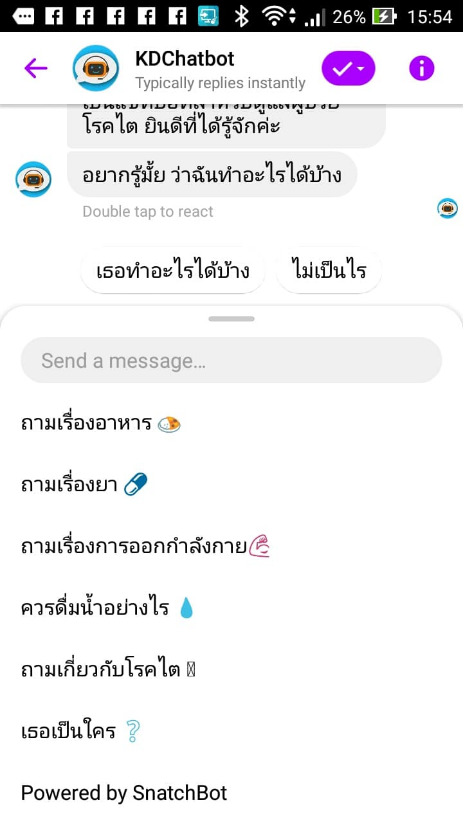 26%
15:54
KDChatbot
Typically replies instantly
โรคไต ยินดีที่ได้รู้จักค่ะ
อยากรู้มั้ย ว่าฉันทำอะไรได้บ้าง
Double tap to react
เธอทำอะไรได้บ้าง
ไม่เป็นไร
Send a message...
ถามเรื่องอาหาร
ถามเรื่องยา
ถามเรื่องการออกกำลังกาย
ควรดื่มน้ำอย่างไร
ถามเกี่ยวกับโรคไต
เธอเป็นใคร
Powered by SnatchBot